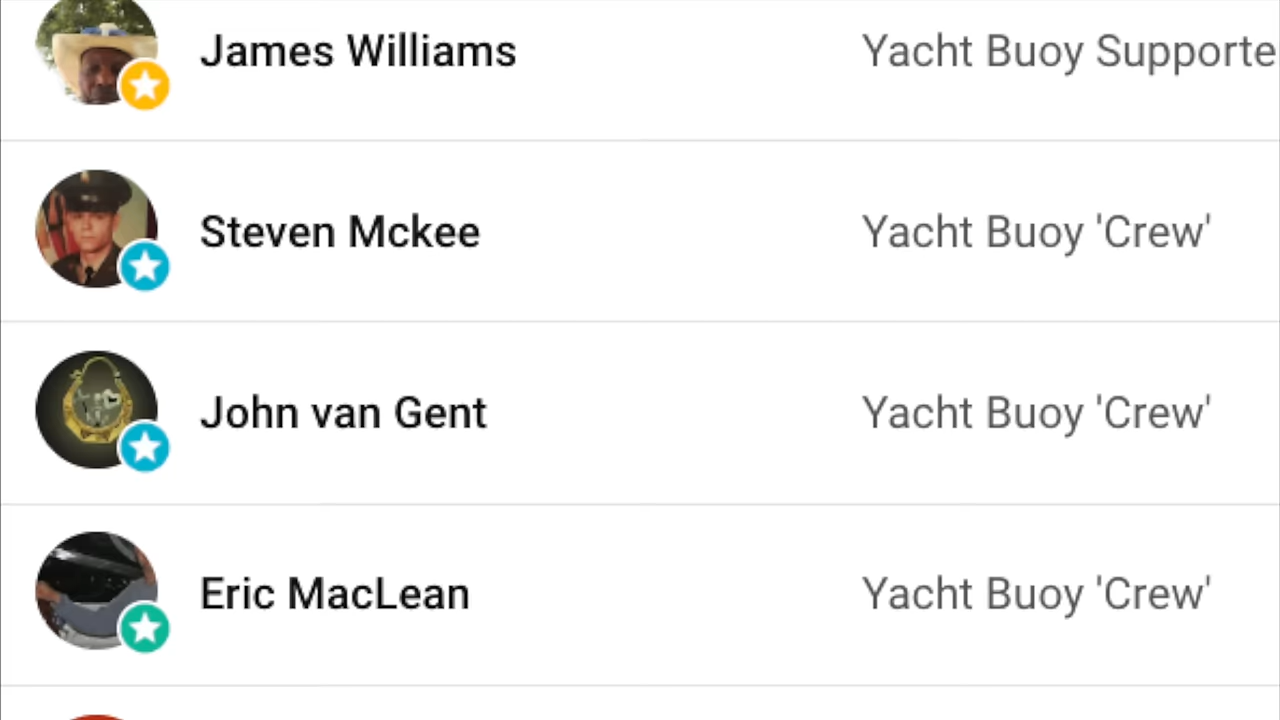 James Williams
Yacht Buoy Supporte
Steven Mckee
Yacht Buoy 'Crew'
John van Gent
Yacht Buoy 'Crew'
Eric MacLean
Yacht Buoy 'Crew'